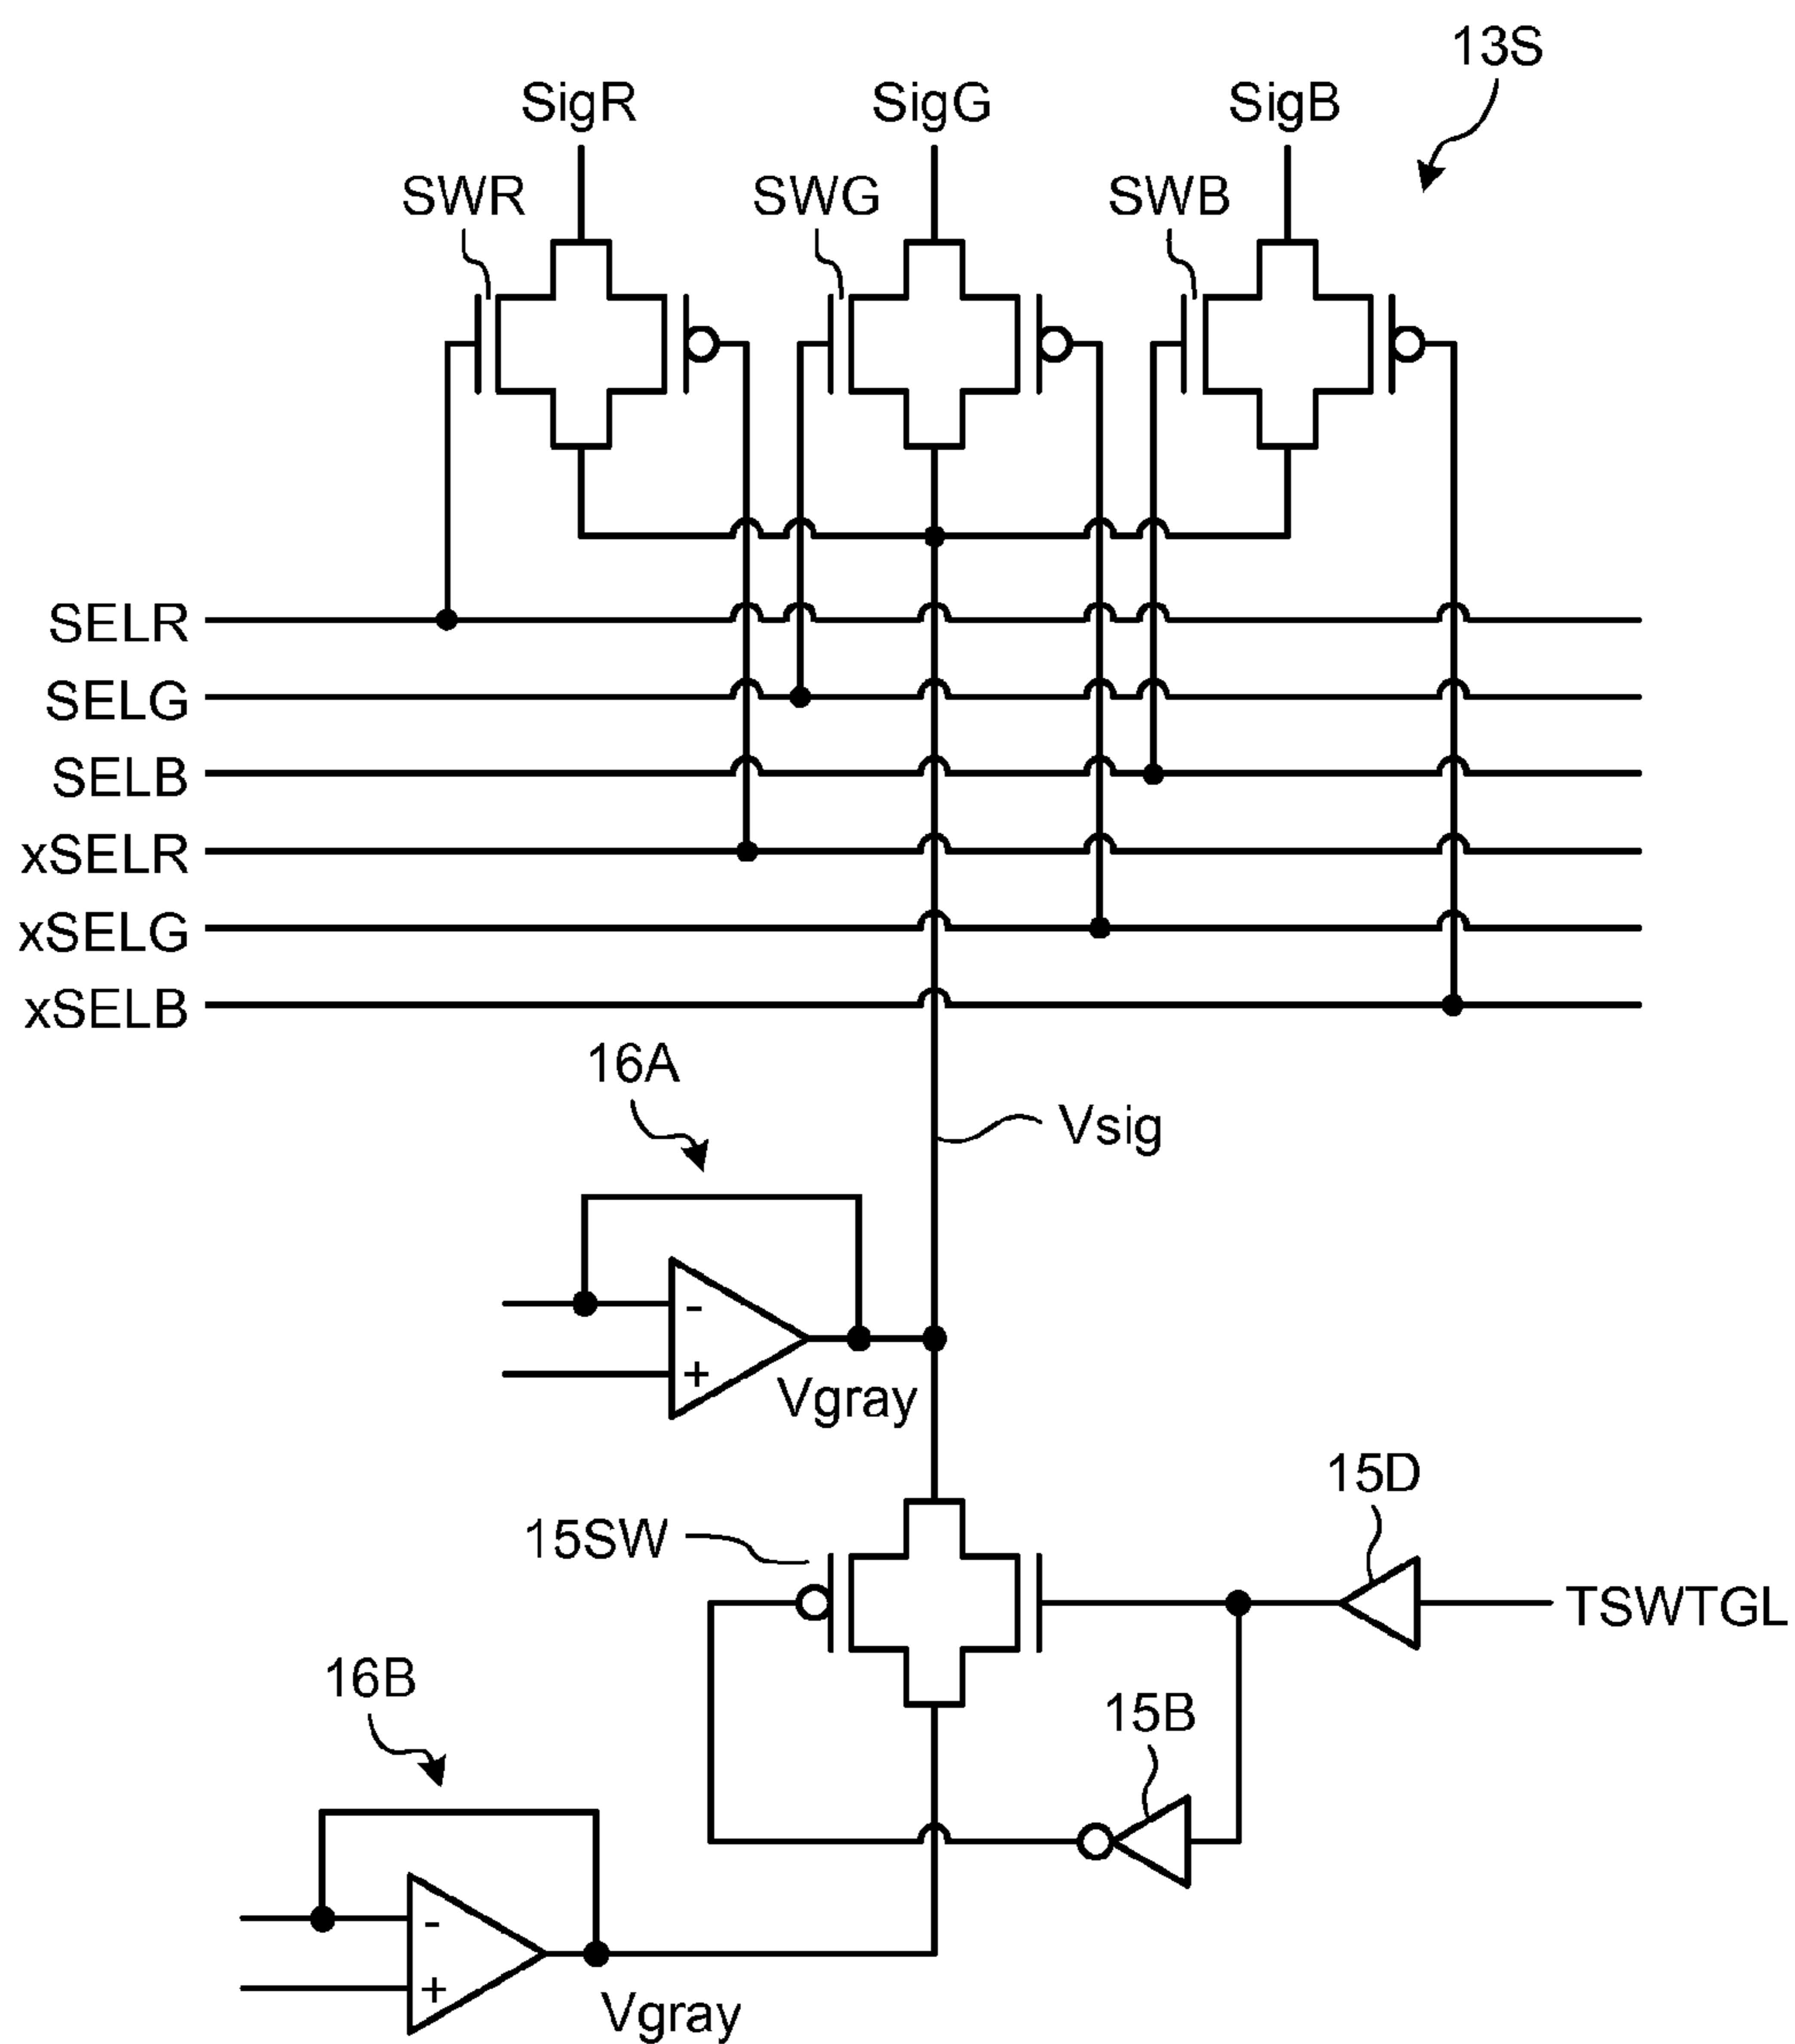 13S
SigR
SigG
SigB
SWR
SWG
SWB
SELR
SELG
SELB
xSELR
xSELG
xSELB
16A
Vsig
-
+
Vgray
15D
15SW
TSWTGL
16B
15B
-
+
Vgray